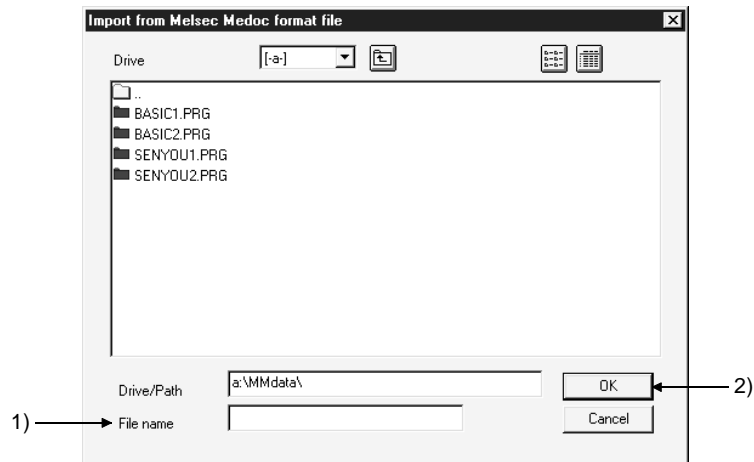 Import from Melsec Medoc format file
Drive [-a-]
..
BASIC1.PRG
BASIC2.PRG
SENYOU1.PRG
SENYOU2.PRG
Drive/Path a:\MMdata\ OK 2)
1) File name Cancel